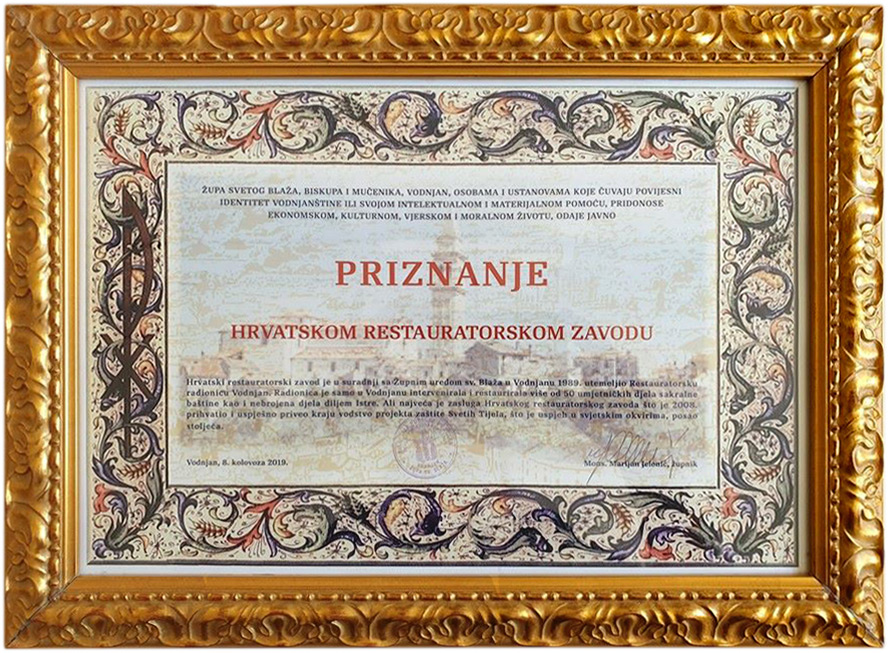 ŽUPA SVETOG BLAŽA, BISKUPA I MUČENIKA, VODNJAN, OSOBAMA I USTANOVAMA KOJE ČUVAJU POVIJESNI
IDENTITET VODNJANŠTINE ILI SVOJOM INTELEKTUALNOM I MATERIJALNOM POMOĆU, PRIDONOSE
EKONOMSKOM, KULTURNOM, VJERSKOM I MORALNOM ŽIVOTU, ODAJE JAVNO
PRIZNANJE
HRVATSKOM RESTAURATORSKOM ZAVODU
Hrvatski restauratorski zavod je u suradnji sa Župnim uredom sv. Blaža u Vodnjanu 1989. utemeljio Restauratorsku
radionicu Vodnjan. Radionica je samo u Vodnjanu intervenirala i restaurirala više od 50 umjetničkih djela sakralne
baštine kao i nebrojena djela diljem Istre. Ali najveća je zasluga Hrvatskog restauratorskog zavoda što je 2008.
prihvatio i uspješno priveo kraju vodstvo projekta zaštite Svetih Tijela, što je uspjeh u svjetskim okvirima, posao
stoljeća.
Vodnjan, 8. kolovoza 2019.
Mons. Marijan Jelenić, župnik